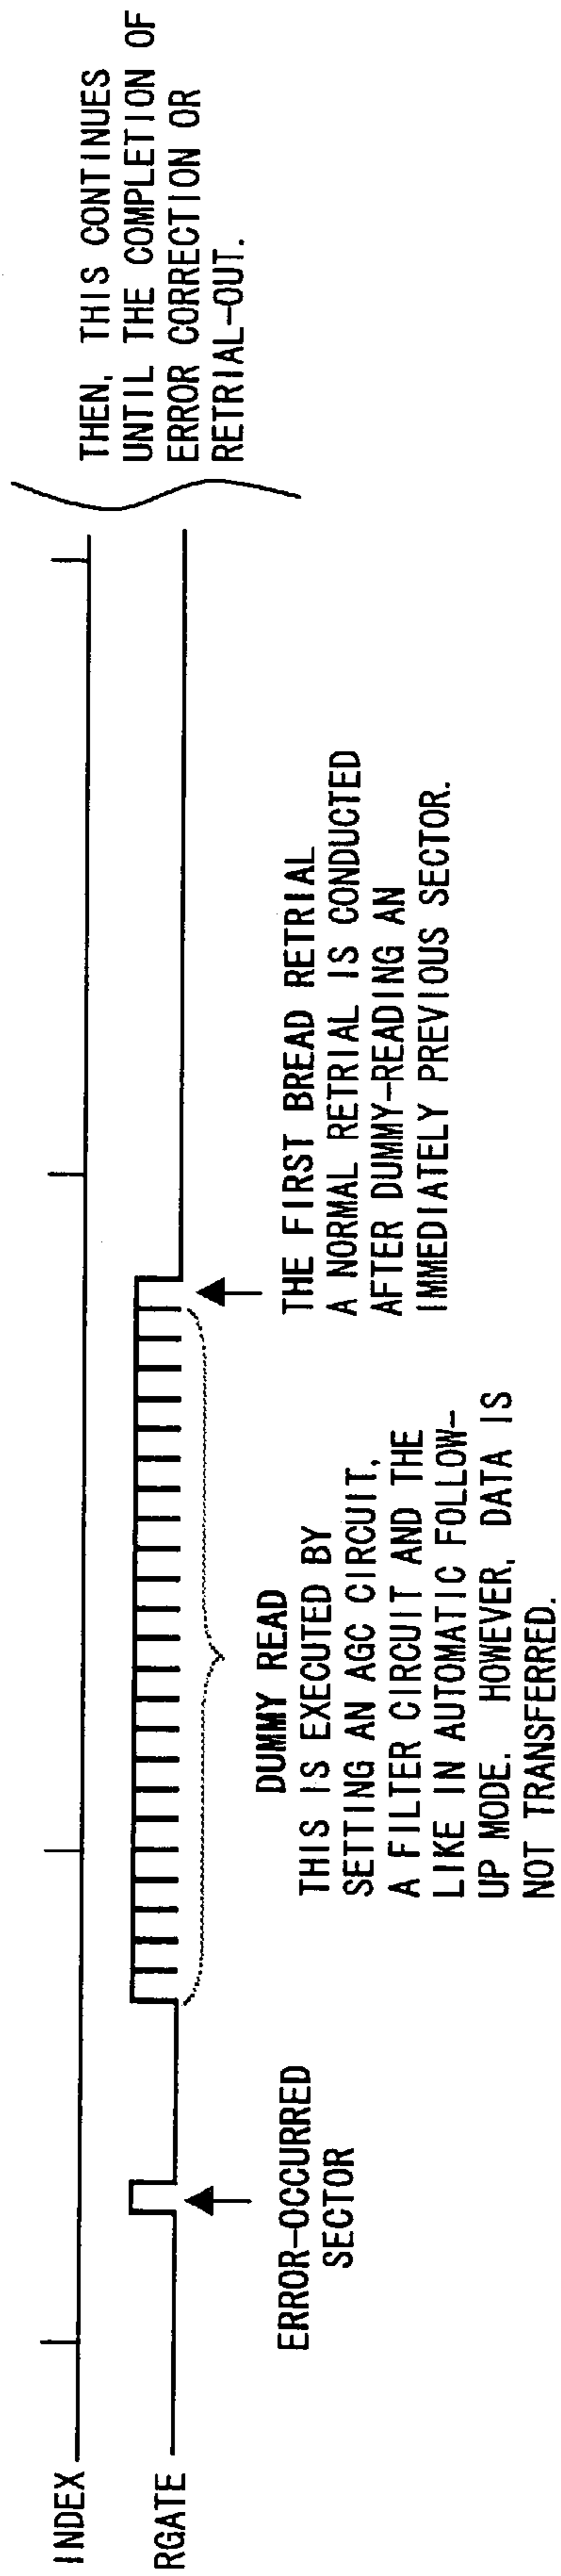 INDEX
RGATE
ERROR-OCCURRED
SECTOR
DUMMY READ
THIS IS EXECUTED BY
SETTING AN AGC CIRCUIT,
A FILTER CIRCUIT AND THE
LIKE IN AUTOMATIC FOLLOW-
UP MODE. HOWEVER, DATA IS
NOT TRANSFERRED.
THE FIRST BREAD RETRIAL
A NORMAL RETRIAL IS CONDUCTED
AFTER DUMMY-READING AN
IMMEDIATELY PREVIOUS SECTOR.
THEN, THIS CONTINUES
UNTIL THE COMPLETION OF
ERROR CORRECTION OR
RETRIAL-OUT.